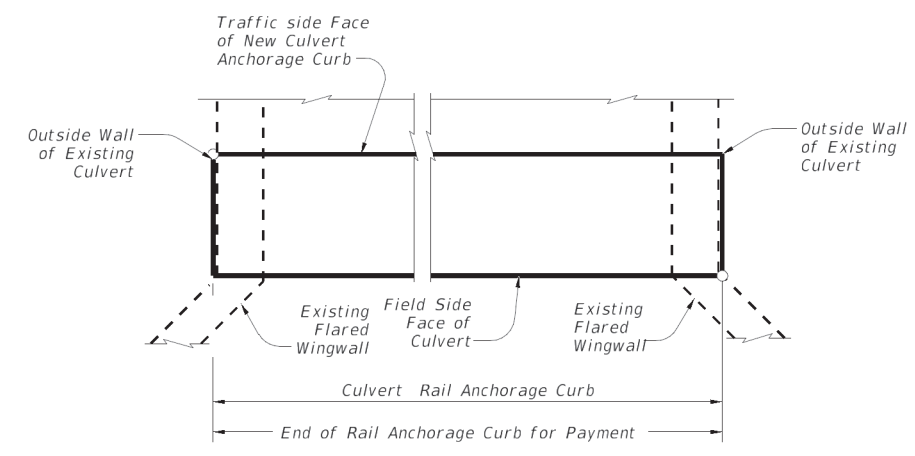 Traffic side Face
of New Culvert
Anchorage Curb
Outside Wall
of Existing
Culvert
Outside Wall
of Existing
Culvert
Existing
Flared
Wingwall
Field Side
Face of
Culvert
Existing
Flared
Wingwall
Culvert Rail Anchorage Curb
End of Rail Anchorage Curb for Payment